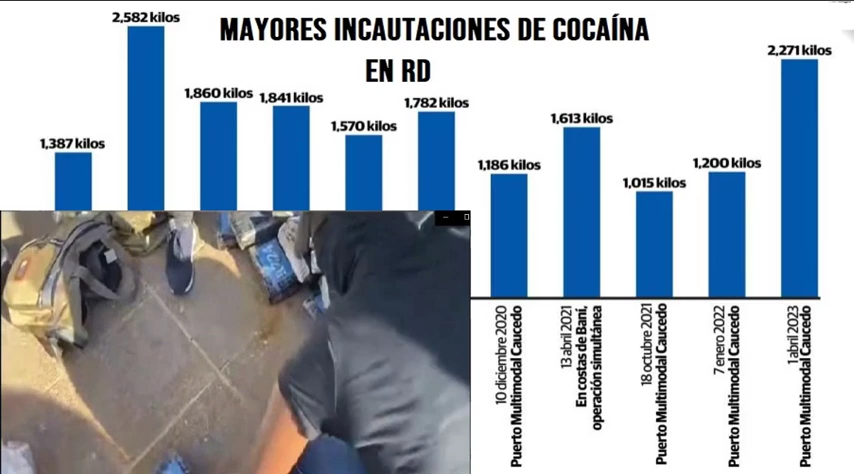 MAYORES INCAUTACIONES DE COCAÍNA
EN RD
1,387 kilos
2,582 kilos
1,860 kilos
1,841 kilos
1,570 kilos
1,782 kilos
1,186 kilos
1,613 kilos
1,015 kilos
1,200 kilos
2,271 kilos
10 diciembre 2020
Puerto Multimodal Caucedo
13 abril 2021
En costas de Baní,
operación simultánea
18 octubre 2021
Puerto Multimodal Caucedo
7 enero 2022
Puerto Multimodal Caucedo
1 abril 2023
Puerto Multimodal Caucedo